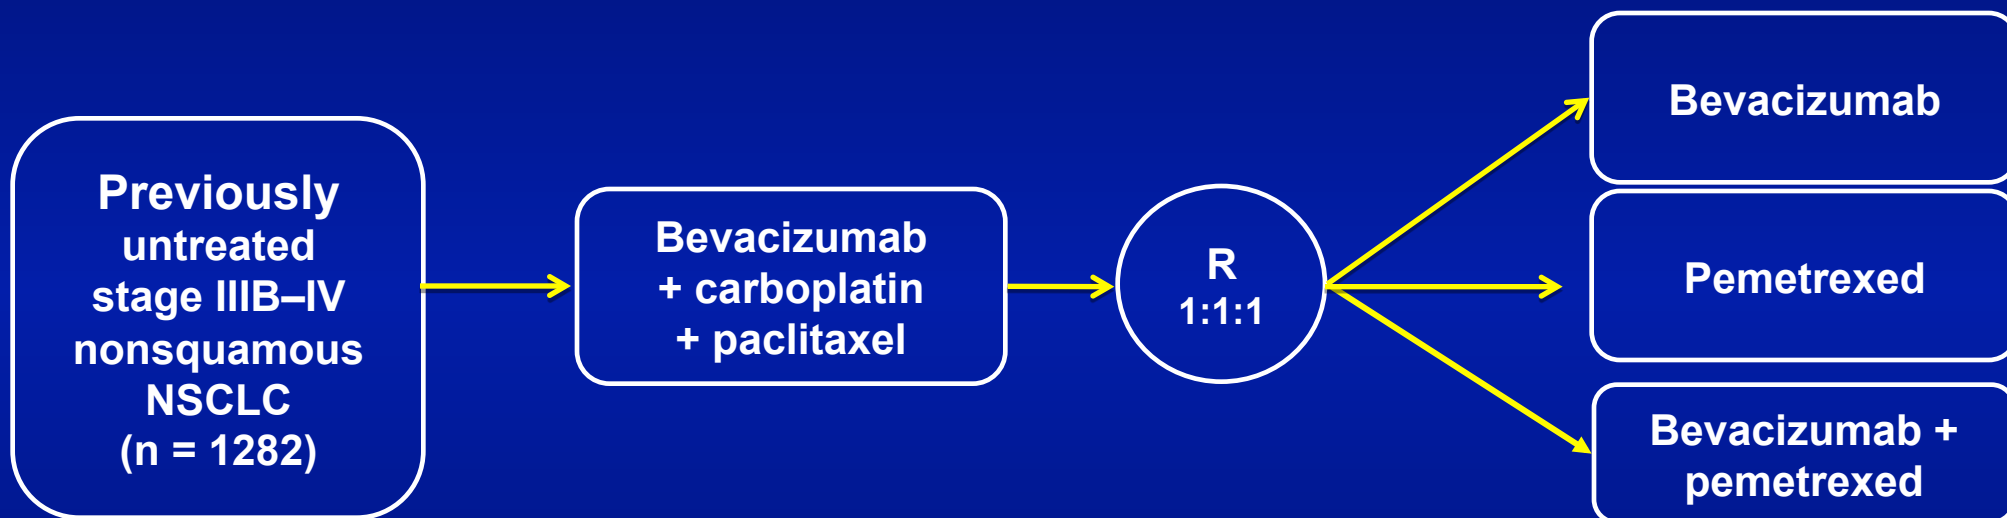 Previously
untreated
stage IIIB–IV
nonsquamous
NSCLC
(n = 1282)
Bevacizumab
+ carboplatin
+ paclitaxel
R
1:1:1
Bevacizumab
Pemetrexed
Bevacizumab +
pemetrexed